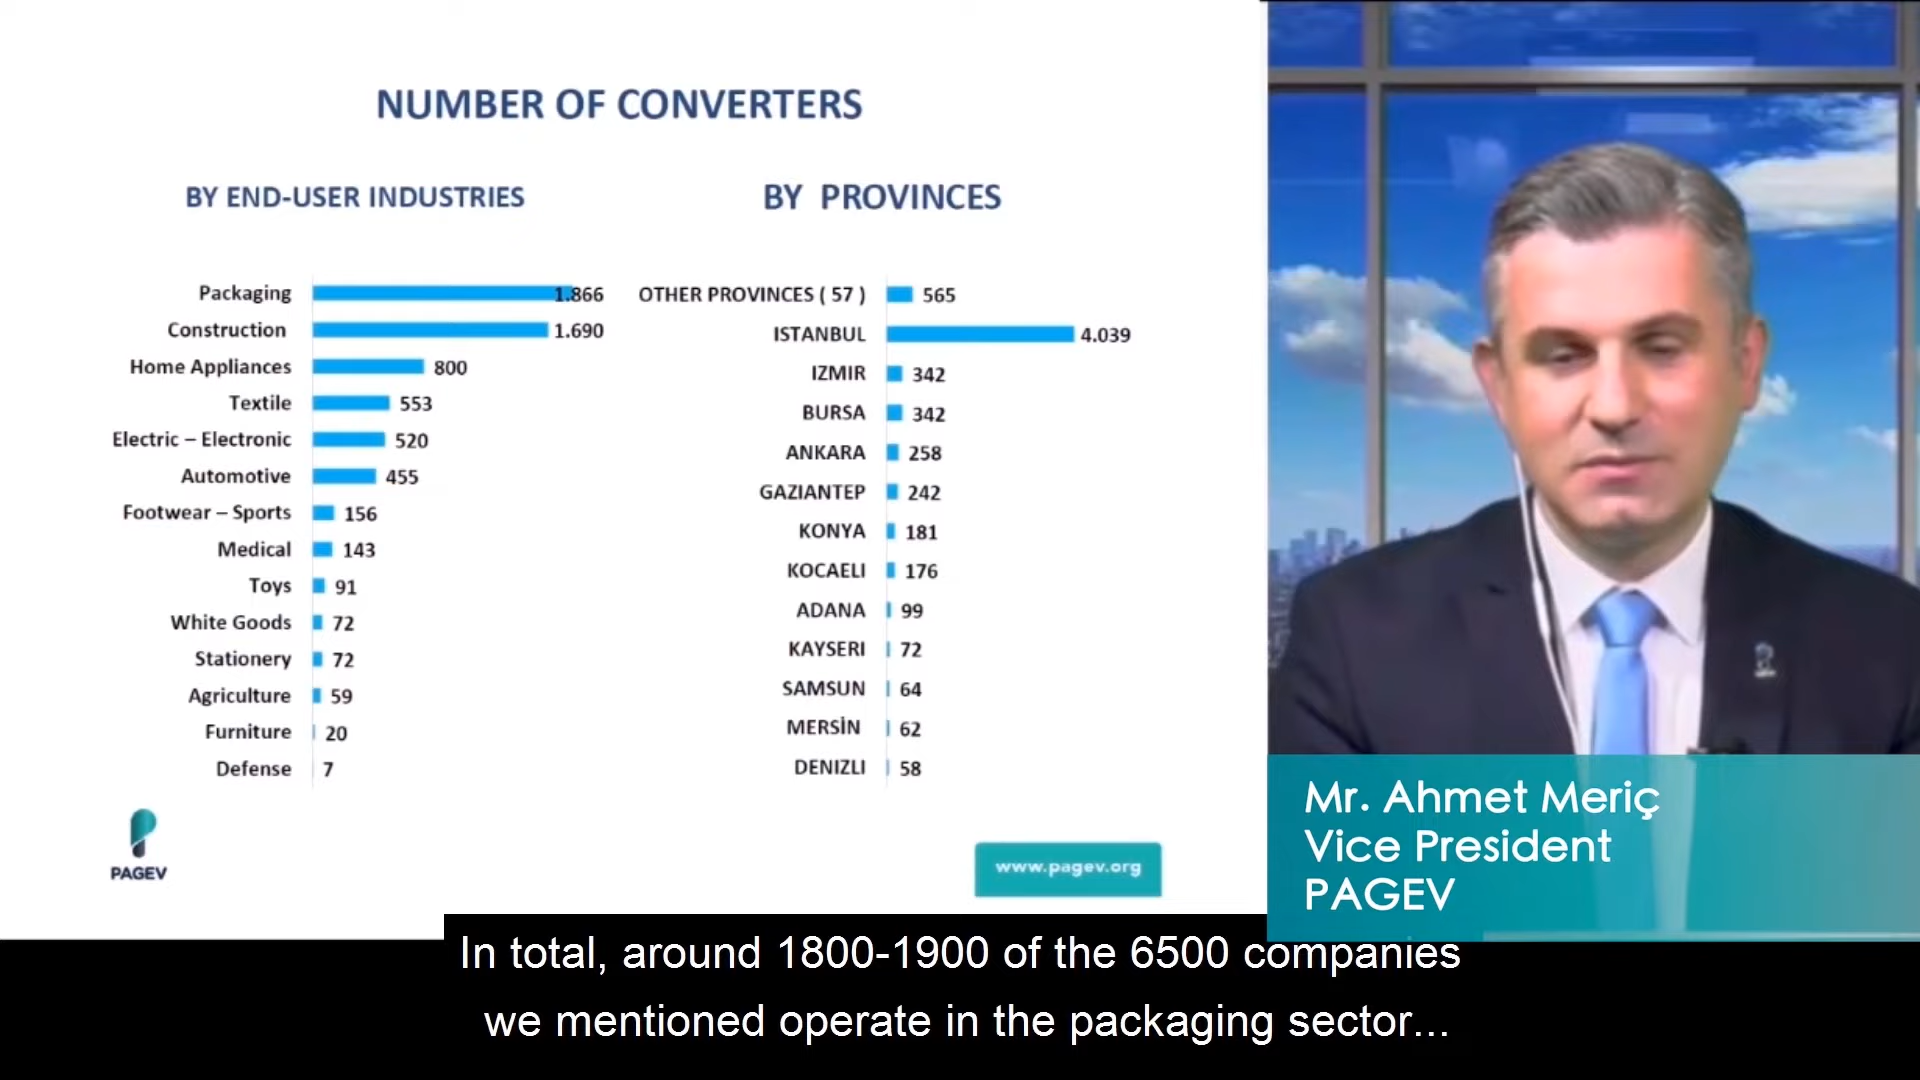 NUMBER OF CONVERTERS
BY END-USER INDUSTRIES
Packaging 1.866
Construction 1.690
Home Appliances 800
Textile 553
Electric – Electronic 520
Automotive 455
Footwear – Sports 156
Medical 143
Toys 91
White Goods 72
Stationery 72
Agriculture 59
Furniture 20
Defense 7
BY PROVINCES
OTHER PROVINCES ( 57 ) 565
ISTANBUL 4.039
IZMIR 342
BURSA 342
ANKARA 258
GAZIANTEP 242
KONYA 181
KOCAELI 176
ADANA 99
KAYSERI 72
SAMSUN 64
MERSİN 62
DENIZLI 58
PAGEV
www.pagev.org
Mr. Ahmet Meriç
Vice President
PAGEV
In total, around 1800-1900 of the 6500 companies
we mentioned operate in the packaging sector...